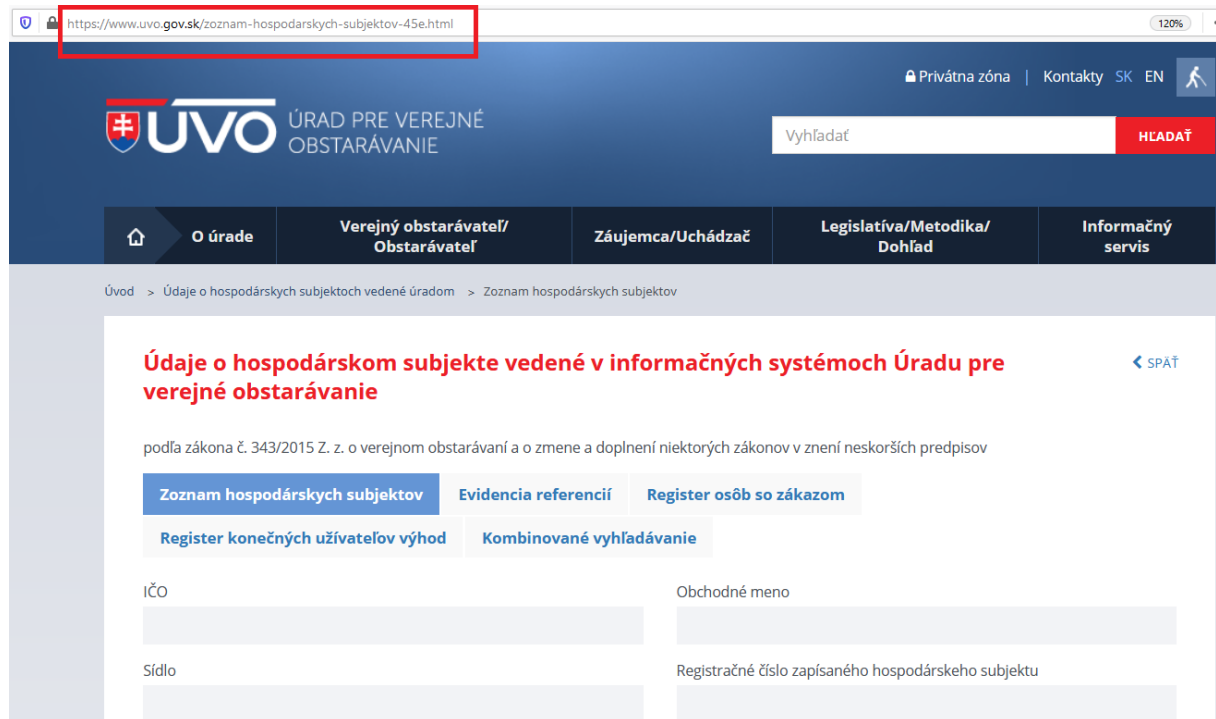 https://www.uvo.gov.sk/zoznam-hospodarskych-subjektov-45e.html
120%
Privátna zóna | Kontakty SK EN
ÚVO ÚRAD PRE VEREJNÉ
OBSTARÁVANIE
Vyhľadať
HĽADAŤ
O úrade
Verejný obstarávateľ/
Obstarávateľ
Záujemca/Uchádzač
Legislatíva/Metodika/
Dohľad
Informačný
servis
Úvod > Údaje o hospodárskych subjektoch vedené úradom > Zoznam hospodárskych subjektov
Údaje o hospodárskom subjekte vedené v informačných systémoch Úradu pre
verejné obstarávanie
SPÄŤ
podľa zákona č. 343/2015 Z. z. o verejnom obstarávaní a o zmene a doplnení niektorých zákonov v znení neskorších predpisov
Zoznam hospodárskych subjektov
Evidencia referencií
Register osôb so zákazom
Register konečných užívateľov výhod
Kombinované vyhľadávanie
IČO
Obchodné meno
Sídlo
Registračné číslo zapísaného hospodárskeho subjektu